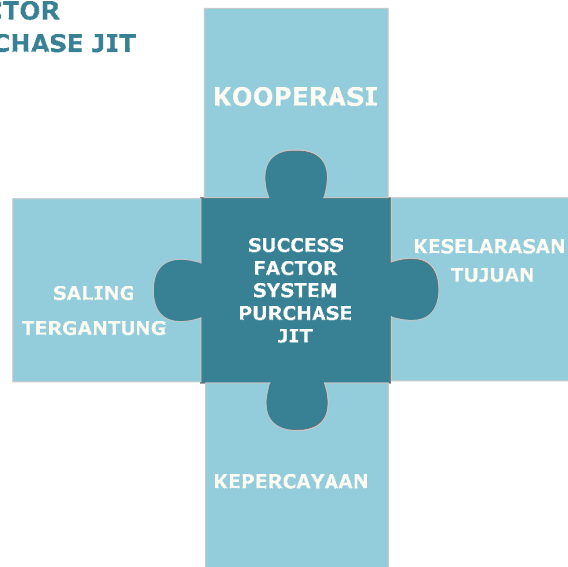 CTOR
CHASE JIT
KOOPERASI
SALING
TERGANTUNG
SUCCESS
FACTOR
SYSTEM
PURCHASE
JIT
KESELARASAN
TUJUAN
KEPERCAYAAN